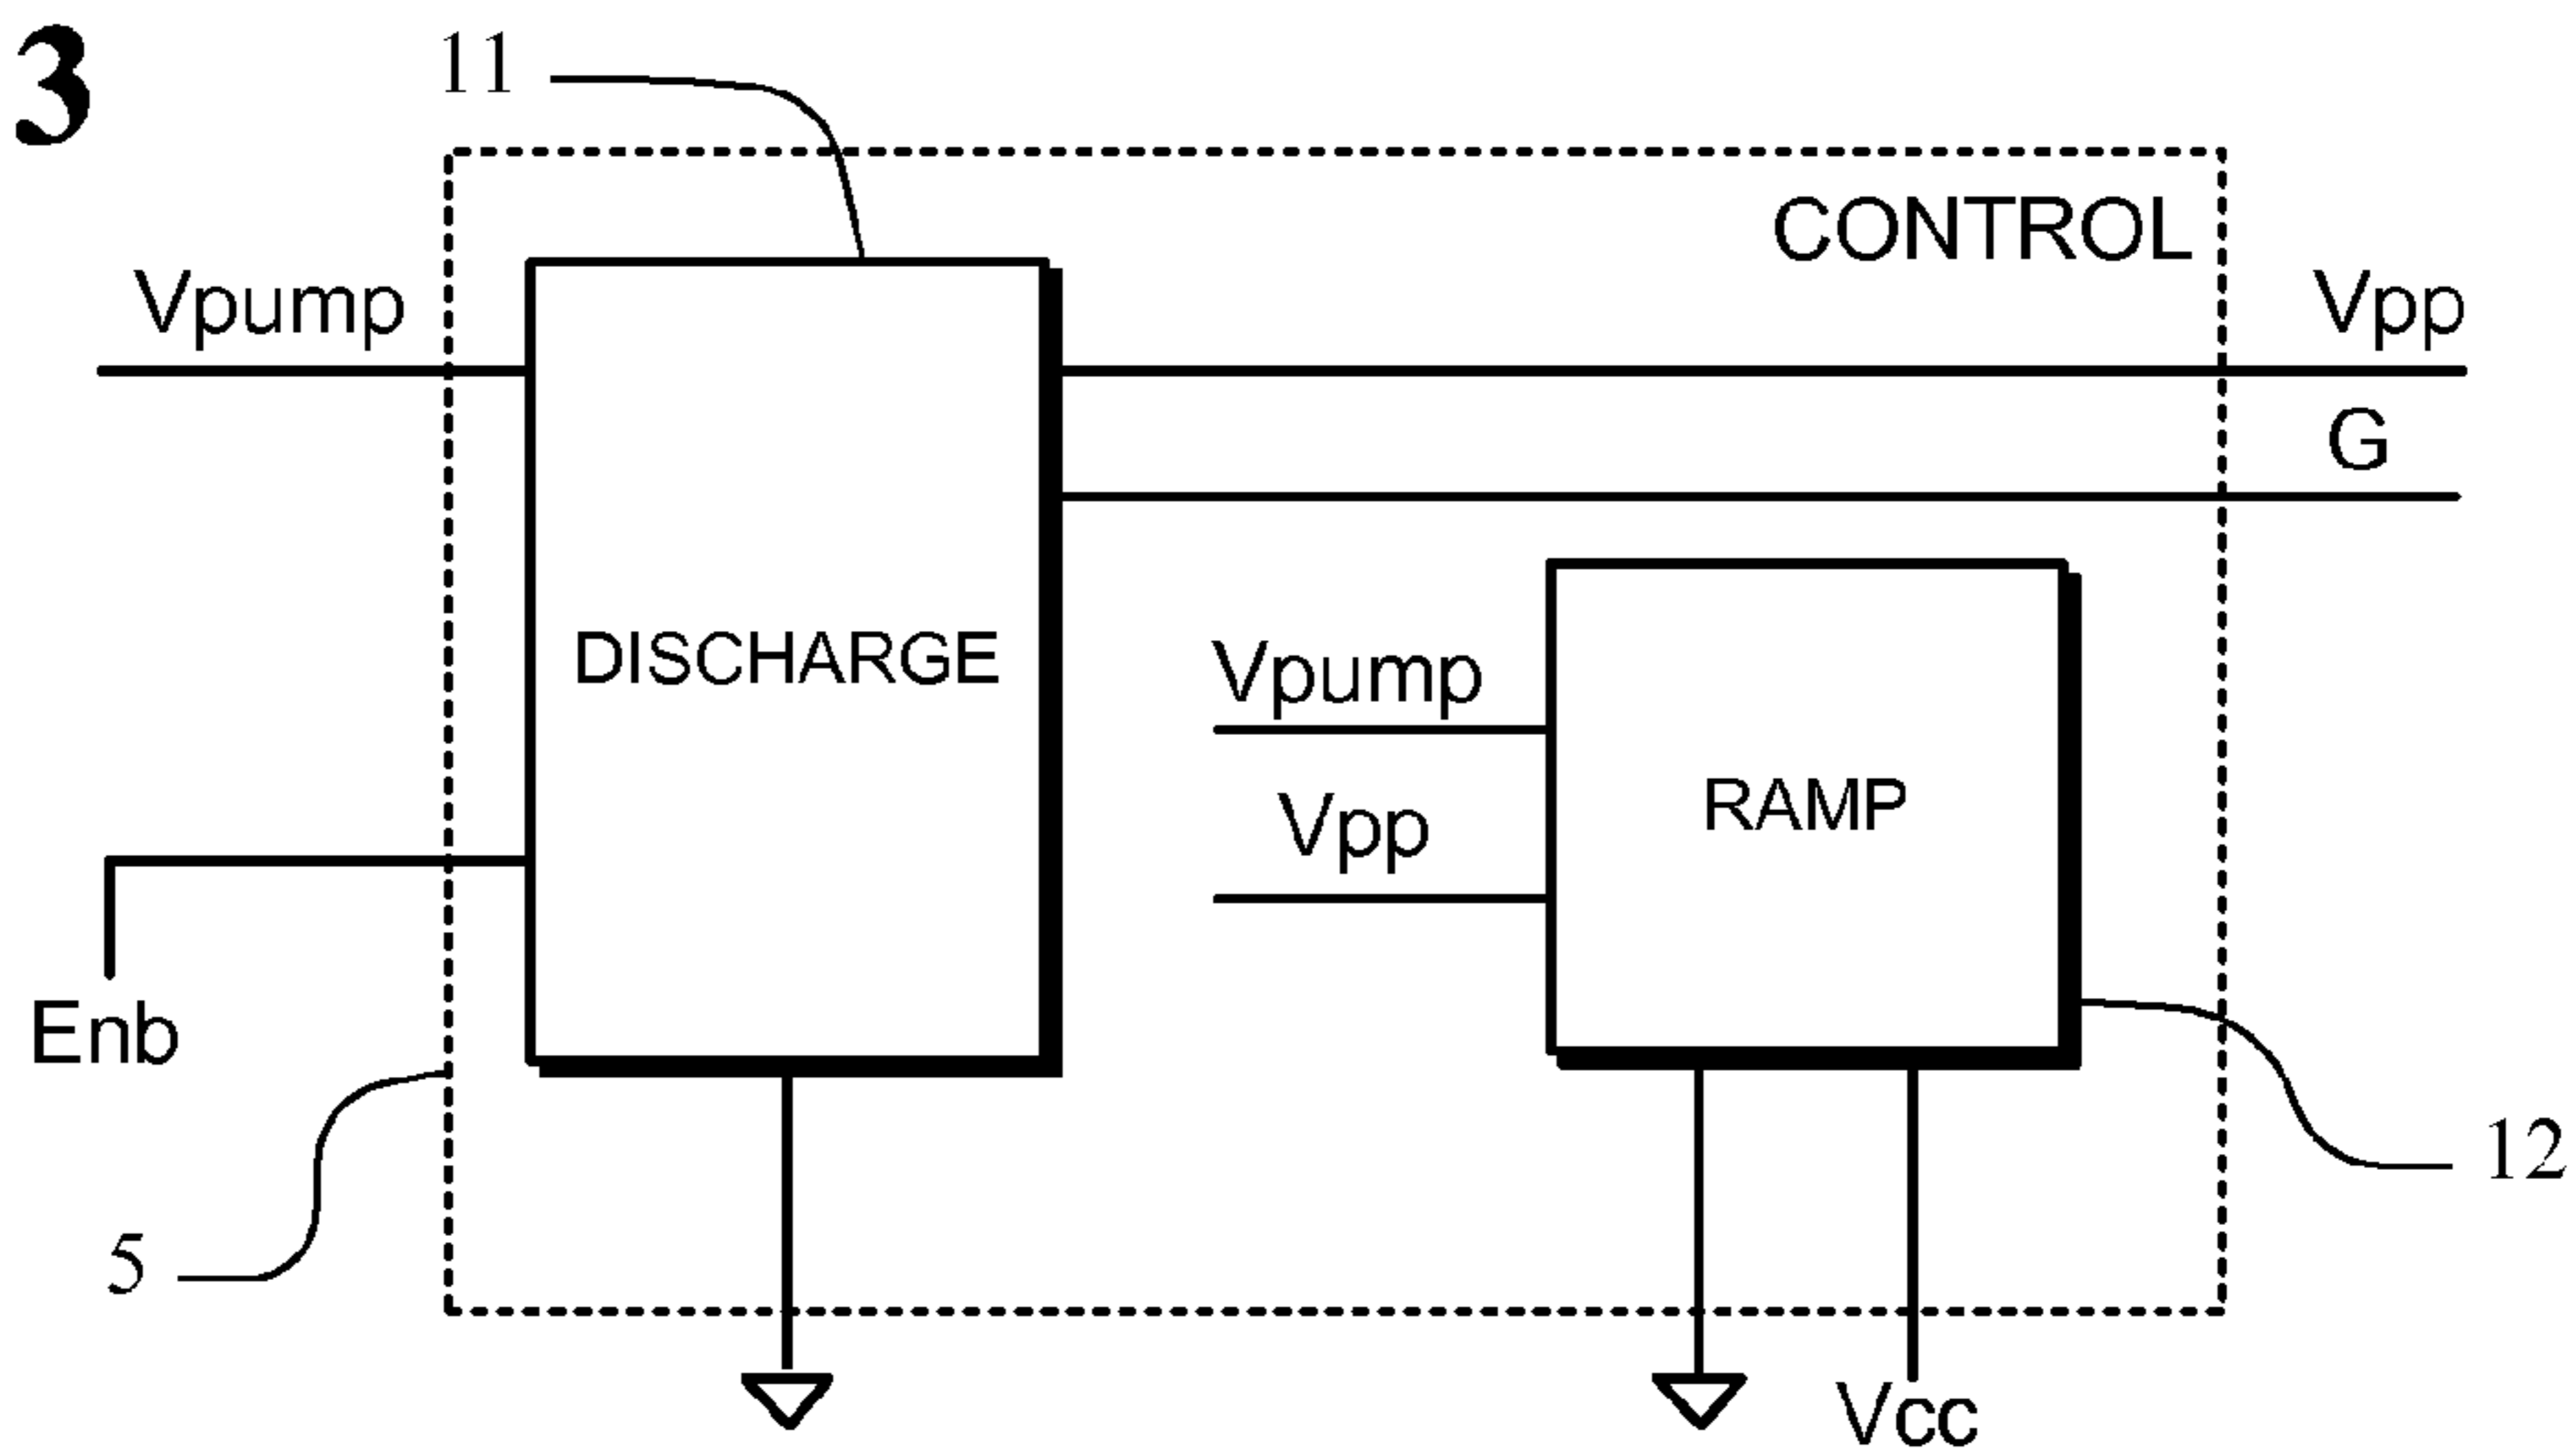 3
11
CONTROL
Vpump
Vpp
G
DISCHARGE
Vpump
RAMP
Vpp
Enb
12
5
Vcc